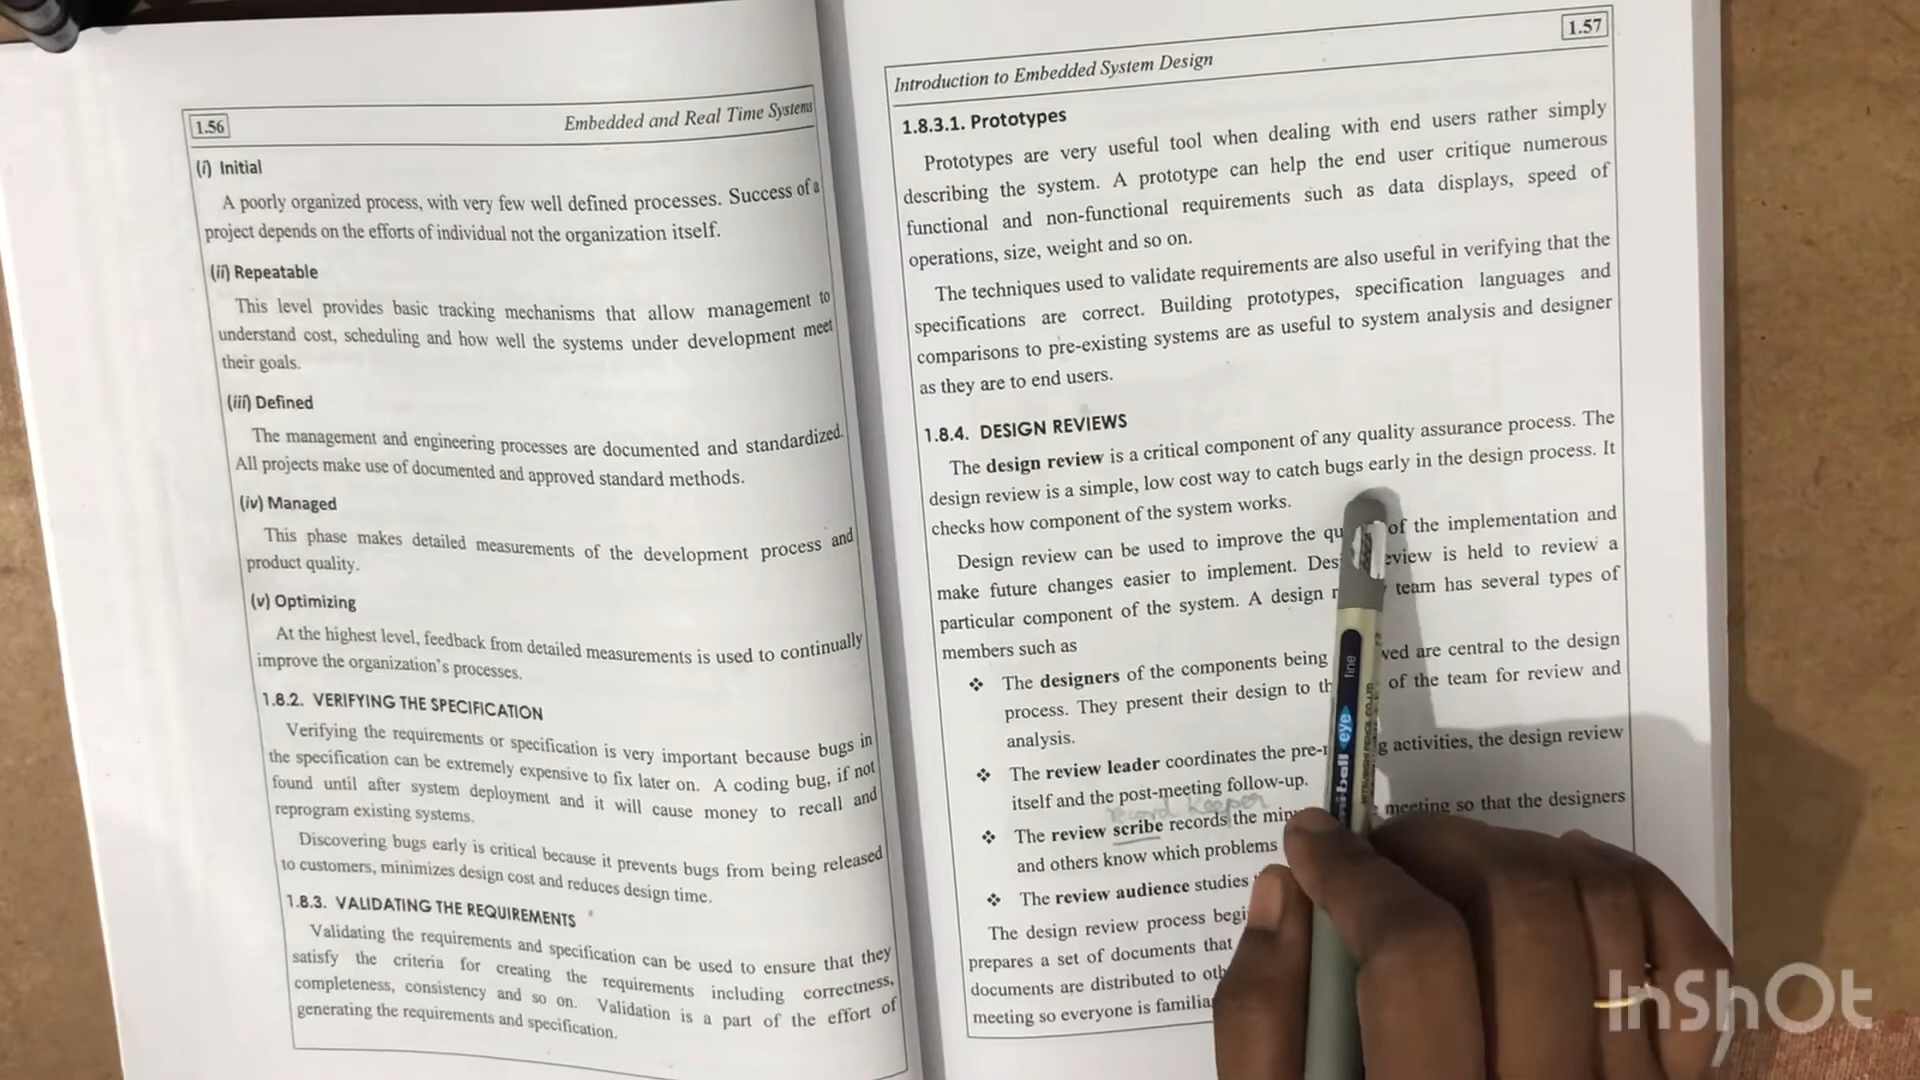 1.56
Embedded and Real Time Systems
(i) Initial
A poorly organized process, with very few well defined processes. Success of a
project depends on the efforts of individual not the organization itself.
(ii) Repeatable
This level provides basic tracking mechanisms that allow management to
understand cost, scheduling and how well the systems under development meet
their goals.
(iii) Defined
The management and engineering processes are documented and standardized.
All projects make use of documented and approved standard methods.
(iv) Managed
This phase makes detailed measurements of the development process and
product quality.
(v) Optimizing
At the highest level, feedback from detailed measurements is used to continually
improve the organization's processes.
1.8.2. VERIFYING THE SPECIFICATION
Verifying the requirements or specification is very important because bugs in
the specification can be extremely expensive to fix later on. A coding bug, if not
found until after system deployment and it will cause money to recall and
reprogram existing systems.
Discovering bugs early is critical because it prevents bugs from being released
to customers, minimizes design cost and reduces design time.
1.8.3. VALIDATING THE REQUIREMENTS
Validating the requirements and specification can be used to ensure that they
satisfy the criteria for creating the requirements including correctness,
completeness, consistency and so on. Validation is a part of the effort of
generating the requirements and specification.
Introduction to Embedded System Design
1.57
1.8.3.1. Prototypes
Prototypes are very useful tool when dealing with end users rather simply
describing the system. A prototype can help the end user critique numerous
functional and non-functional requirements such as data displays, speed of
operations, size, weight and so on.
The techniques used to validate requirements are also useful in verifying that the
specifications are correct. Building prototypes, specification languages and
comparisons to pre-existing systems are as useful to system analysis and designer
as they are to end users.
1.8.4. DESIGN REVIEWS
The design review is a critical component of any quality assurance process. The
design review is a simple, low cost way to catch bugs early in the design process. It
checks how component of the system works.
Design review can be used to improve the of the implementation and
make future changes easier to implement. is held to review a
particular component of the system. A design team has several types of
members such as
❖ The designers of the components being are central to the design
process. They present their design to of the team for review and
analysis.
❖ The review leader coordinates the activities, the design review
itself and the post-meeting follow-up.
record keeper
❖ The review scribe records the meeting so that the designers
and others know which problems
❖ The review audience studies
The design review process
prepares a set of documents that
documents are distributed to
meeting so everyone is
uniball eye fine
InShOt